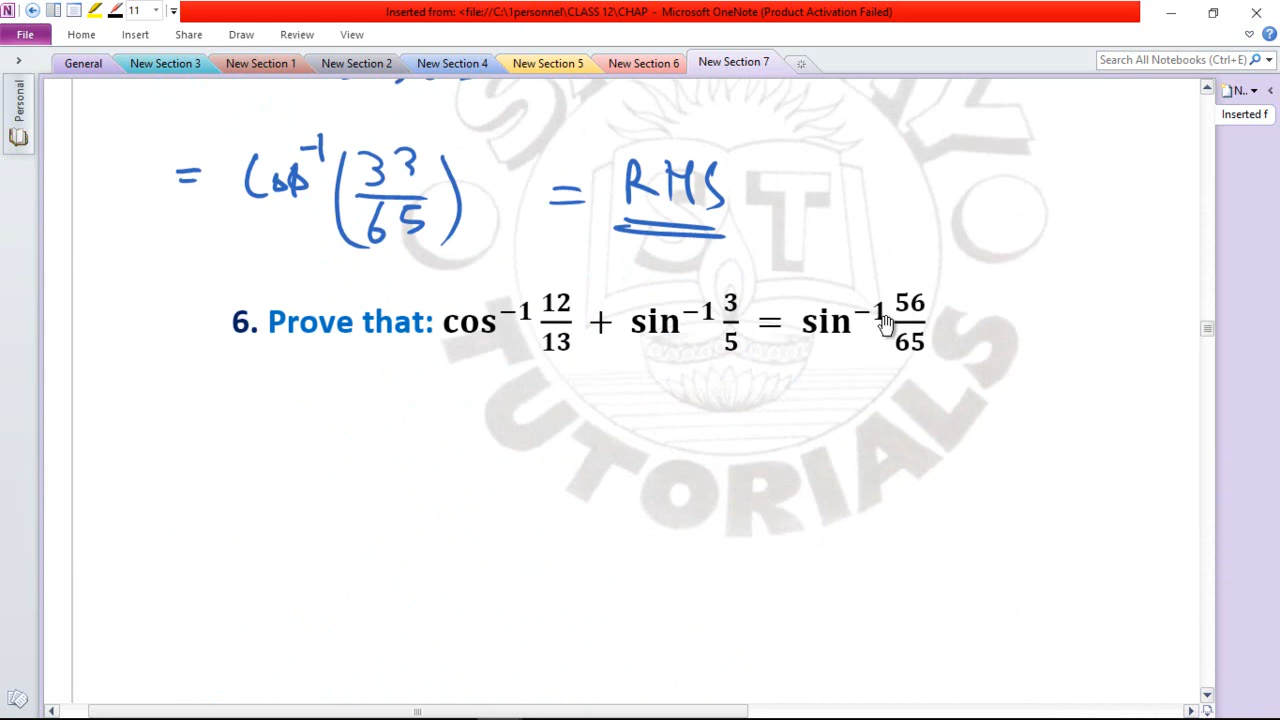 11
Inserted from: <file://C:\1personnel\CLASS 12\CHAP - Microsoft OneNote (Product Activation Failed)
File Home Insert Share Draw Review View
General New Section 3 New Section 1 New Section 2 New Section 4 New Section 5 New Section 6 New Section 7 Search All Notebooks (Ctrl+E)
N..
Personal
Inserted f
= Cos⁻¹ (33/65) = RHS
S T
6. Prove that: cos⁻¹ 12/13 + sin⁻¹ 3/5 = sin⁻¹ 56/65
TUTORIALS